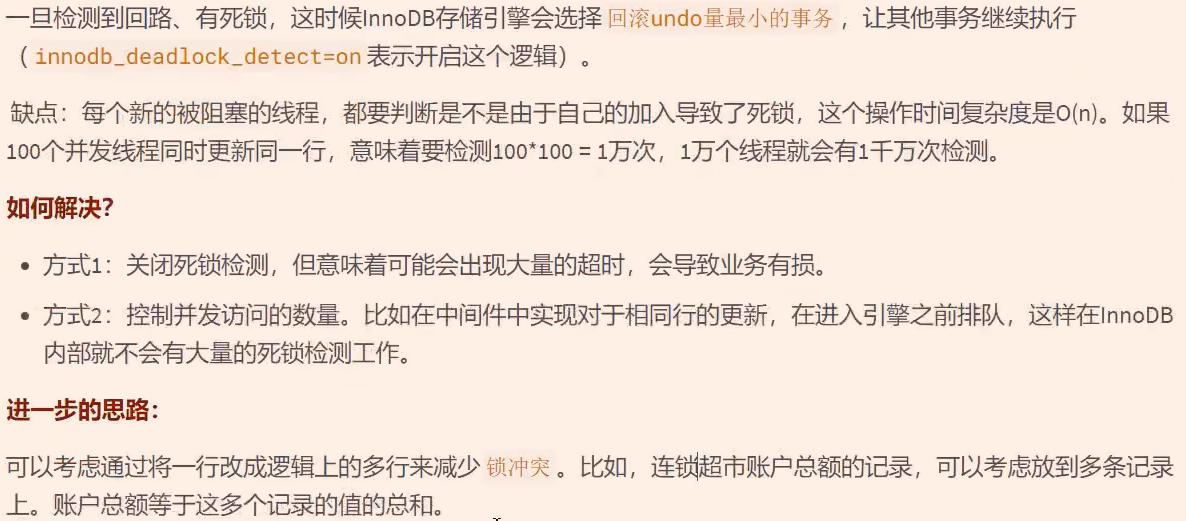 一旦检测到回路、有死锁，这时候InnoDB存储引擎会选择 回滚undo量最小的事务 ，让其他事务继续执行
（ innodb_deadlock_detect=on 表示开启这个逻辑）。
缺点：每个新的被阻塞的线程，都要判断是不是由于自己的加入导致了死锁，这个操作时间复杂度是O(n)。如果
100个并发线程同时更新同一行，意味着要检测100*100 = 1万次，1万个线程就会有1千万次检测。
如何解决？
• 方式1：关闭死锁检测，但意味着可能会出现大量的超时，会导致业务有损。
• 方式2：控制并发访问的数量。比如在中间件中实现对于相同行的更新，在进入引擎之前排队，这样在InnoDB
内部就不会有大量的死锁检测工作。
进一步的思路：
可以考虑通过将一行改成逻辑上的多行来减少 锁冲突 。比如，连锁超市账户总额的记录，可以考虑放到多条记录
上。账户总额等于这多个记录的值的总和。